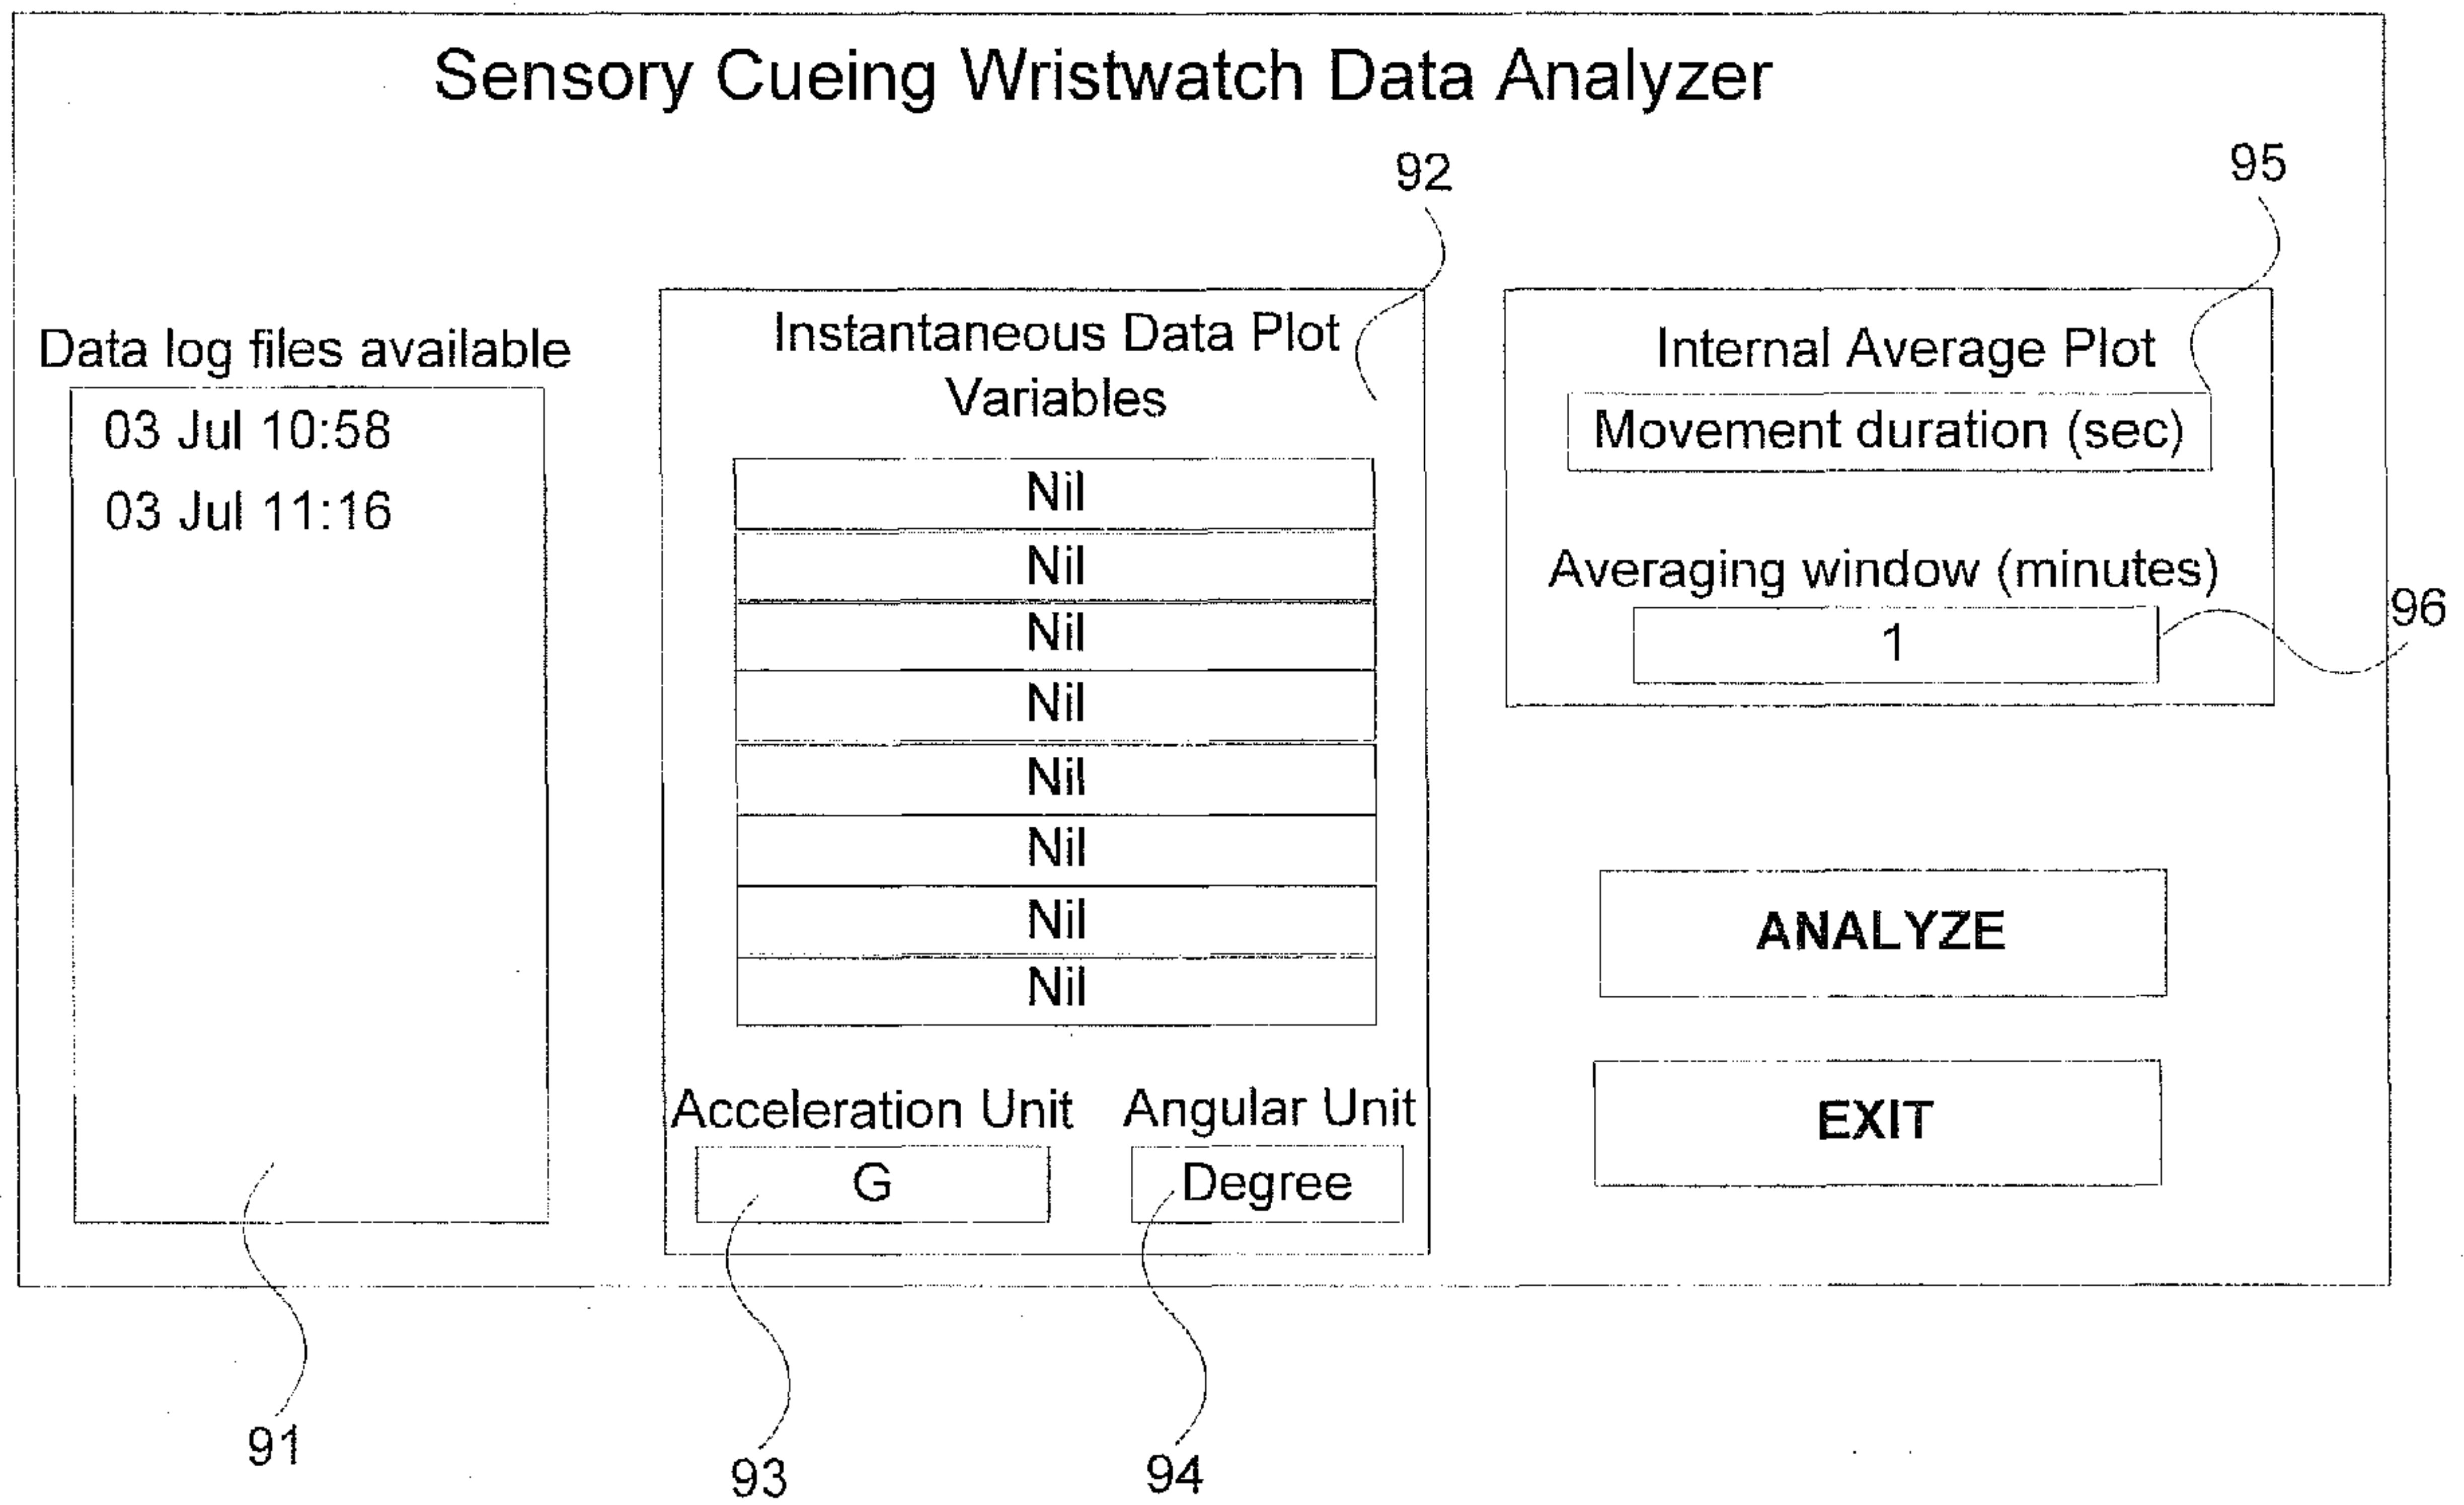 Sensory Cueing Wristwatch Data Analyzer
92
95
Data log files available
03 Jul 10:58
03 Jul 11:16
91
Instantaneous Data Plot
Variables
Nil
Nil
Nil
Nil
Nil
Nil
Nil
Nil
Acceleration Unit
G
93
Angular Unit
Degree
94
Internal Average Plot
Movement duration (sec)
Averaging window (minutes)
1
96
ANALYZE
EXIT